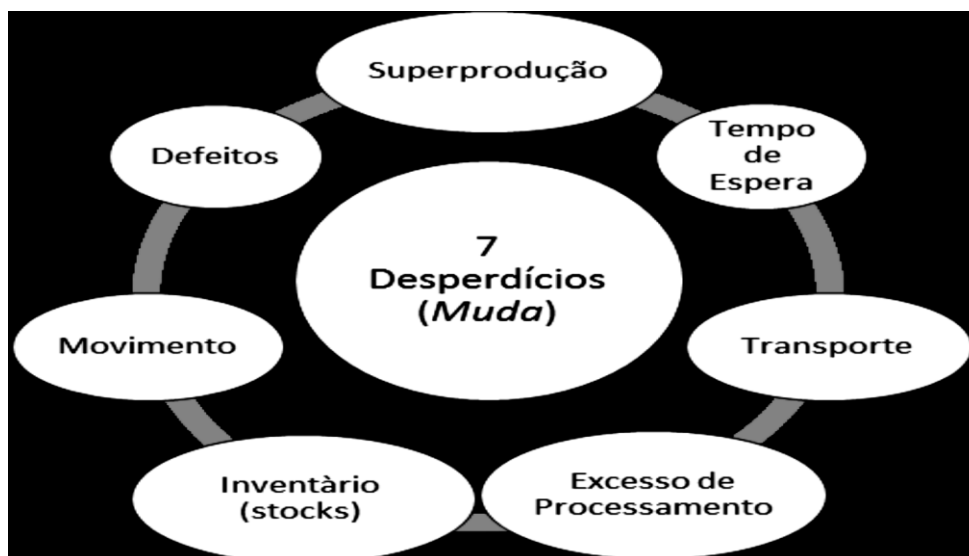 Superprodução
Tempo
de
Espera
Transporte
Excesso de
Processamento
Inventàrio
(stocks)
Movimento
Defeitos
7
Desperdícios
(Muda)